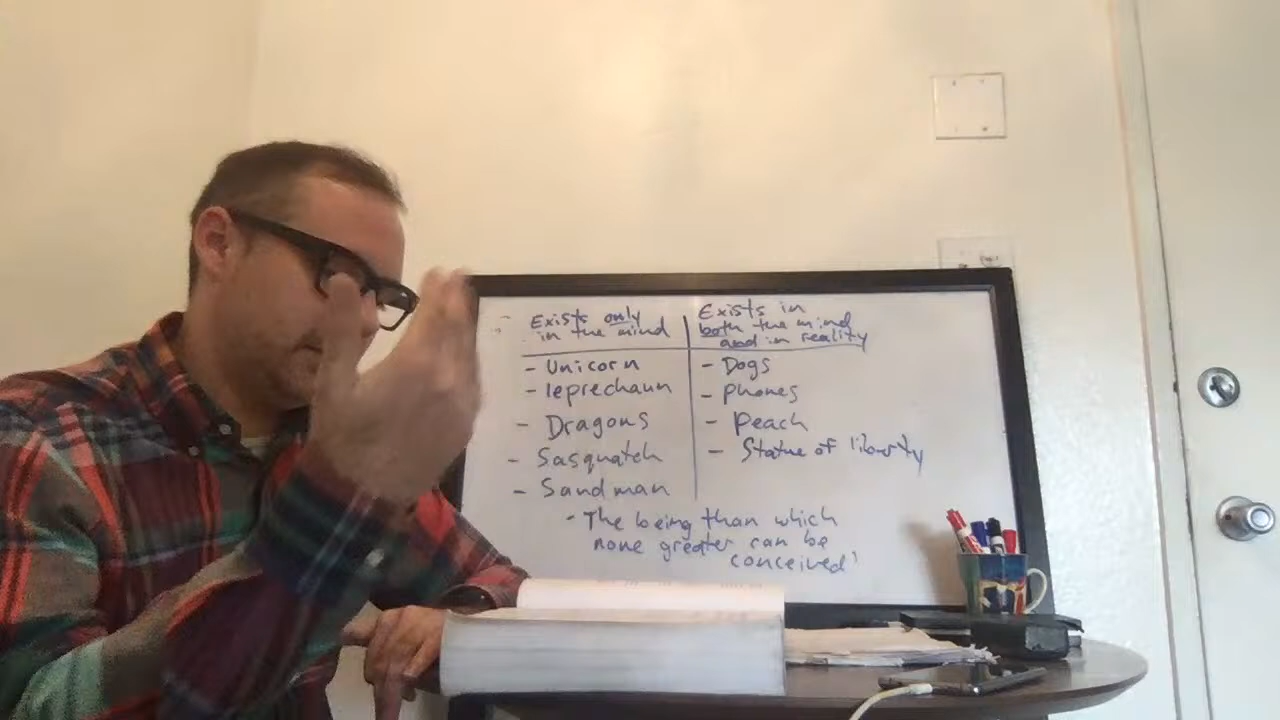 Exists only
in the mind
- Unicorn
- leprechaun
- Dragons
- Sasquatch
- Sandman
Exists in
both the mind
and in reality
- Dogs
- Phones
- Peach
- Statue of liberty
- "The being than which
none greater can be
conceived"